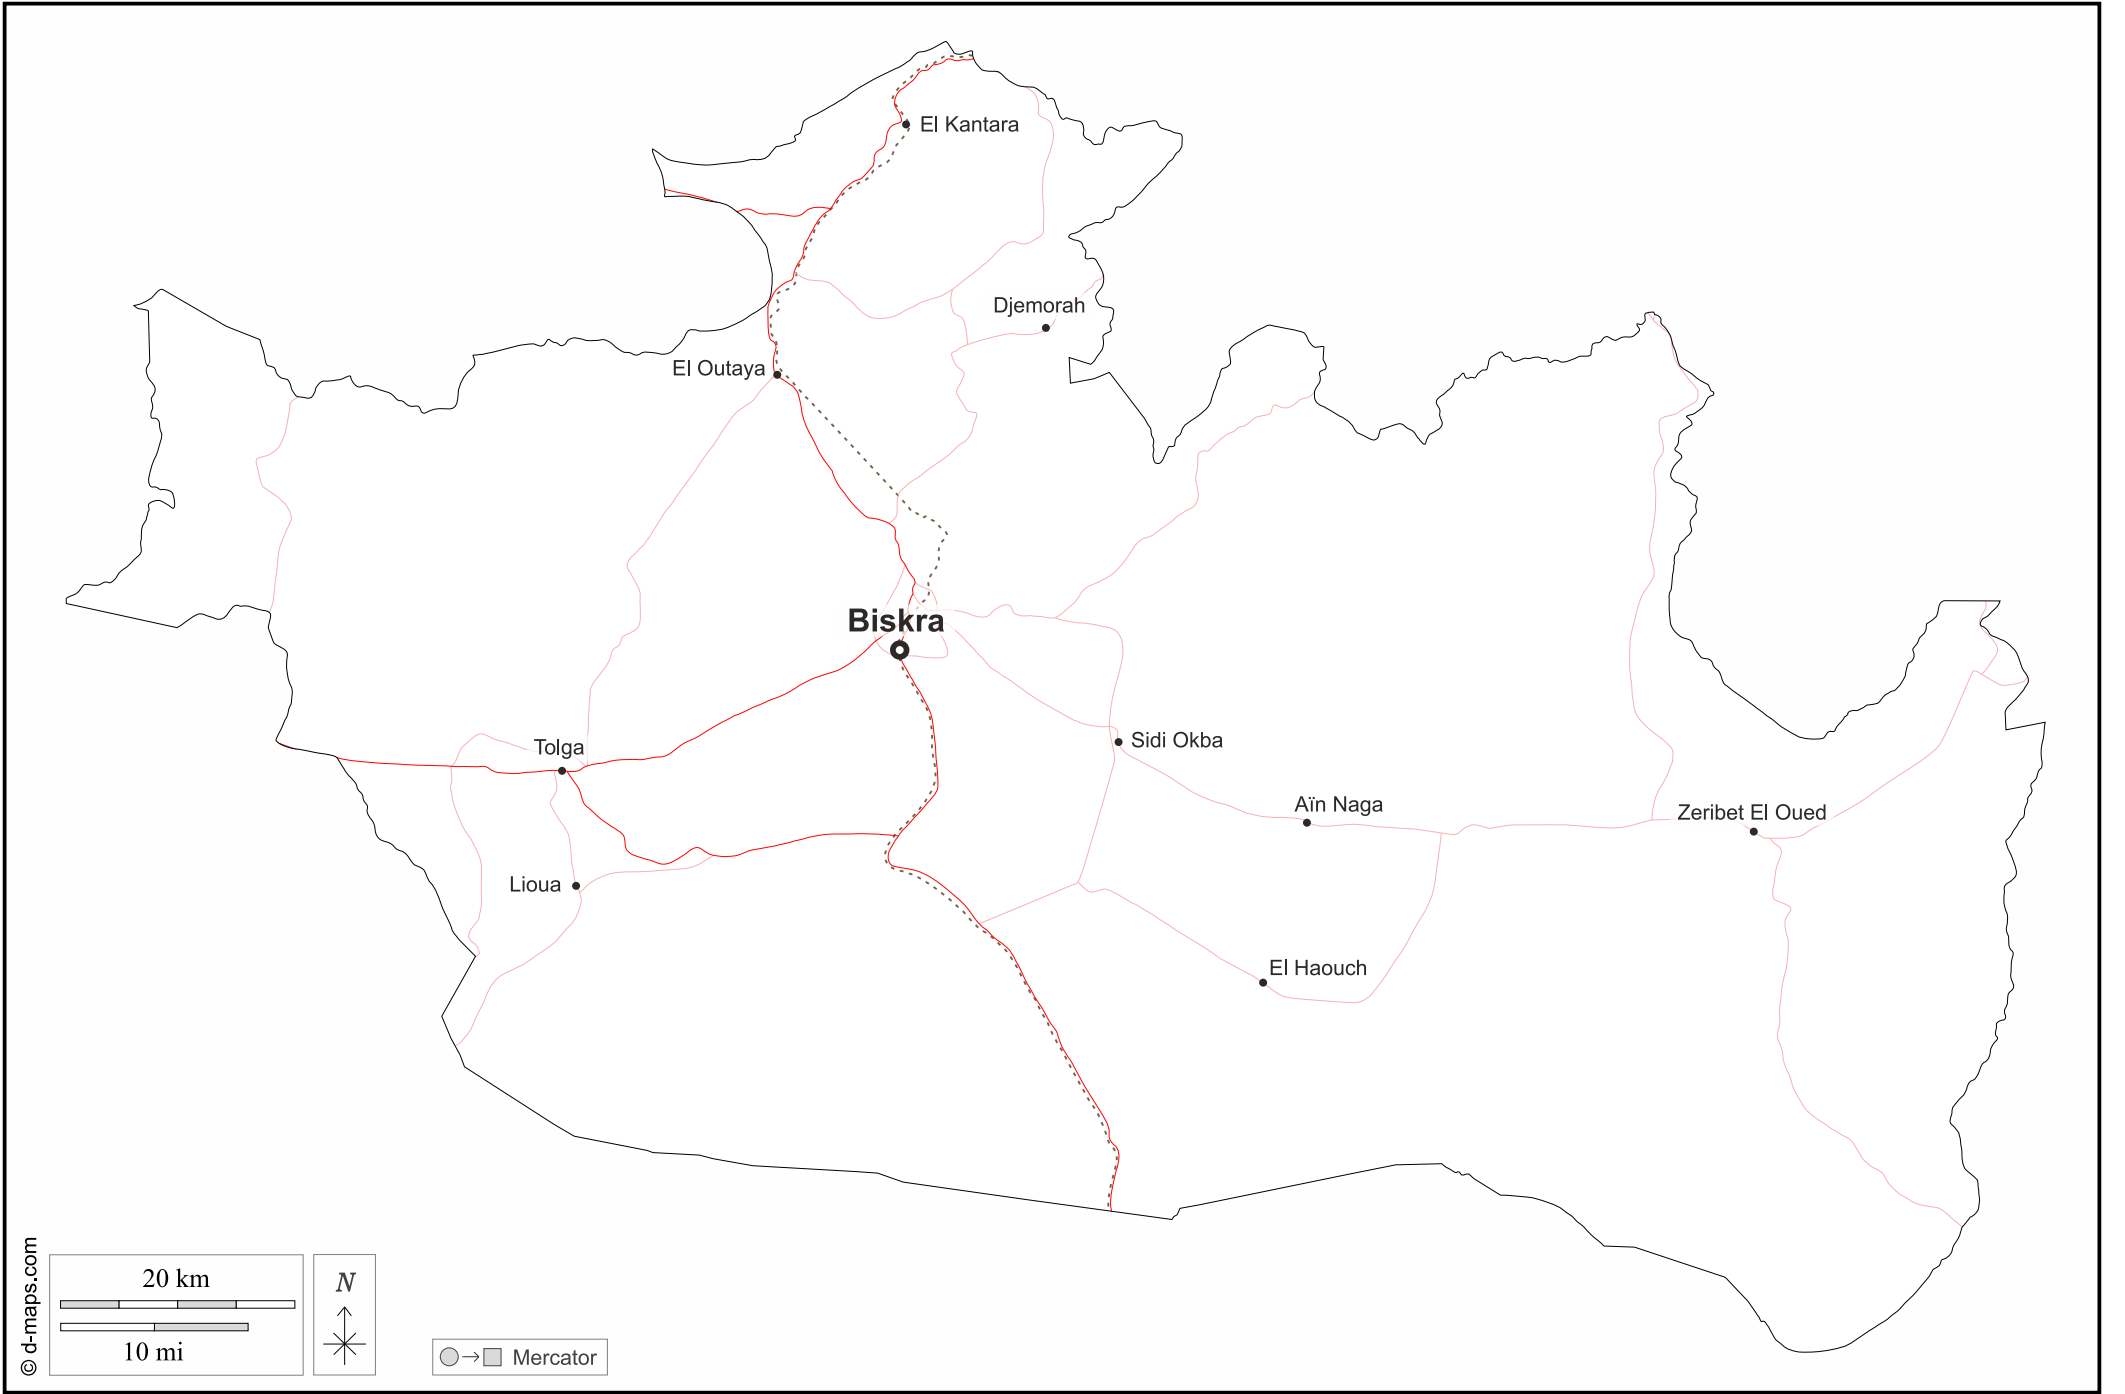 El Kantara
Djemorah
El Outaya
Biskra
Tolga
Sidi Okba
Aïn Naga
Zeribet El Oued
Lioua
El Haouch
© d-maps.com
20 km
10 mi
N
Mercator